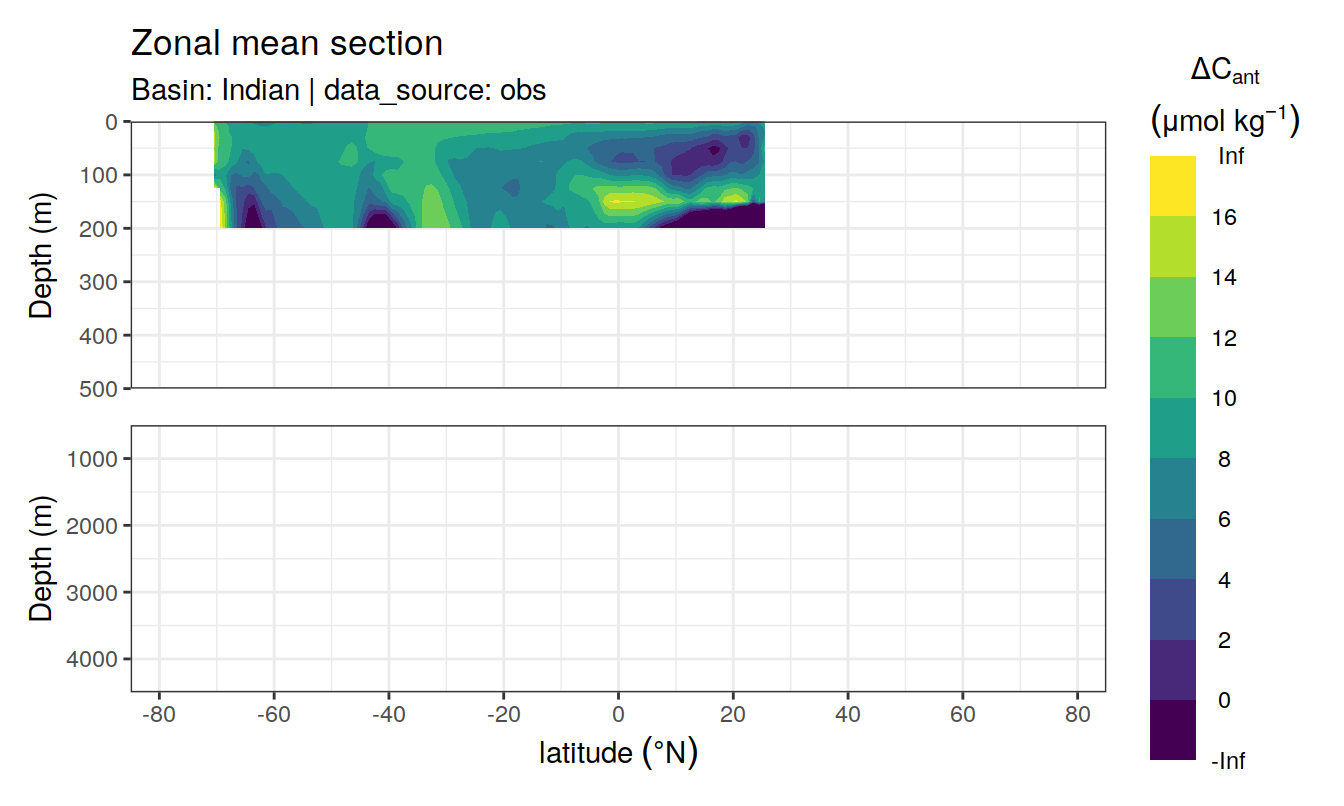 Zonal mean section
Basin: Indian | data_source: obs
ΔCant
(μmol kg⁻¹)
Inf
16
14
12
10
8
6
4
2
0
-Inf
Depth (m)
0
100
200
300
400
500
Depth (m)
1000
2000
3000
4000
-80 -60 -40 -20 0 20 40 60 80
latitude (°N)